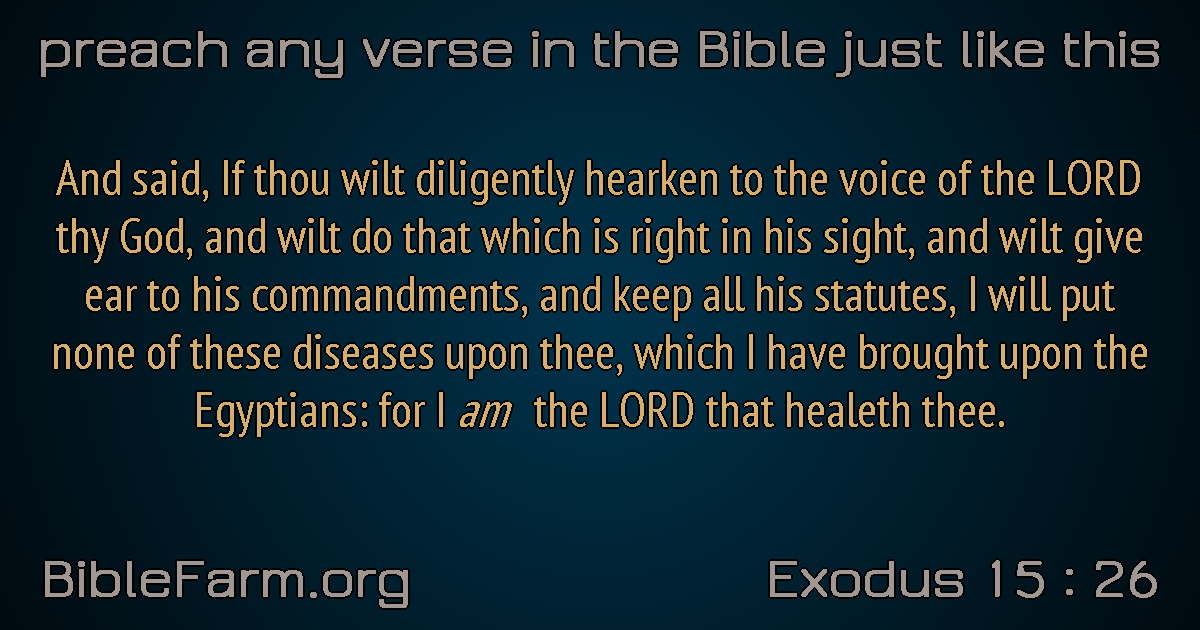 preach any verse in the Bible just like this
And said, If thou wilt diligently hearken to the voice of the LORD
thy God, and wilt do that which is right in his sight, and wilt give
ear to his commandments, and keep all his statutes, I will put
none of these diseases upon thee, which I have brought upon the
Egyptians: for I am the LORD that healeth thee.
BibleFarm.org
Exodus 15 : 26